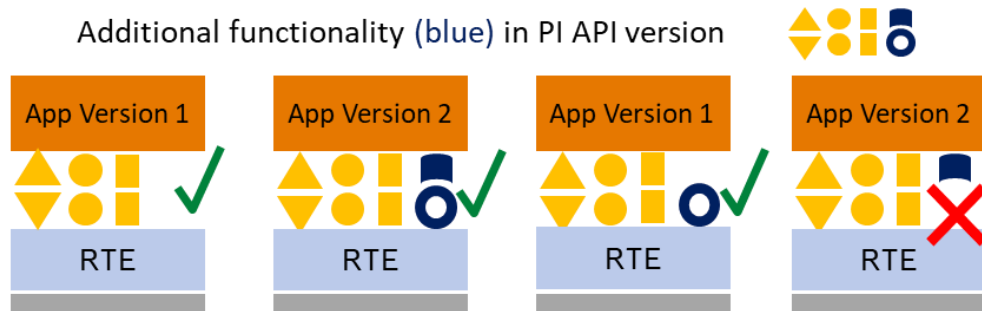 Additional functionality (blue) in PI API version
App Version 1
App Version 2
App Version 1
App Version 2
RTE
RTE
RTE
RTE